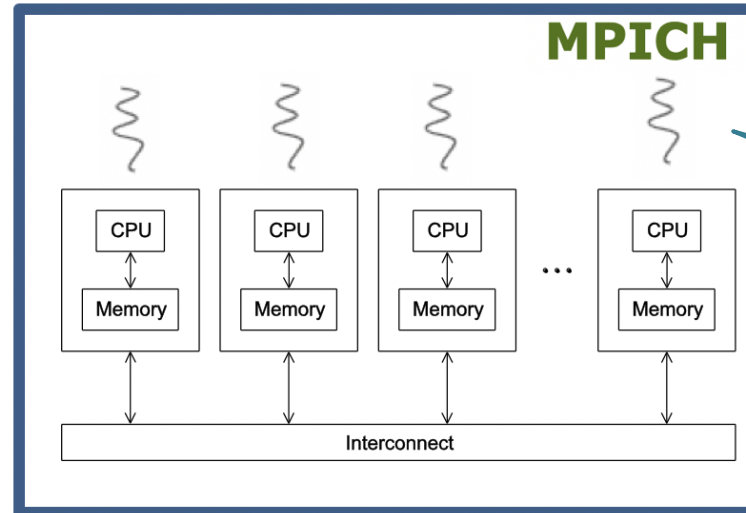 MPICH
CPU CPU CPU CPU
...
Memory Memory Memory Memory
Interconnect